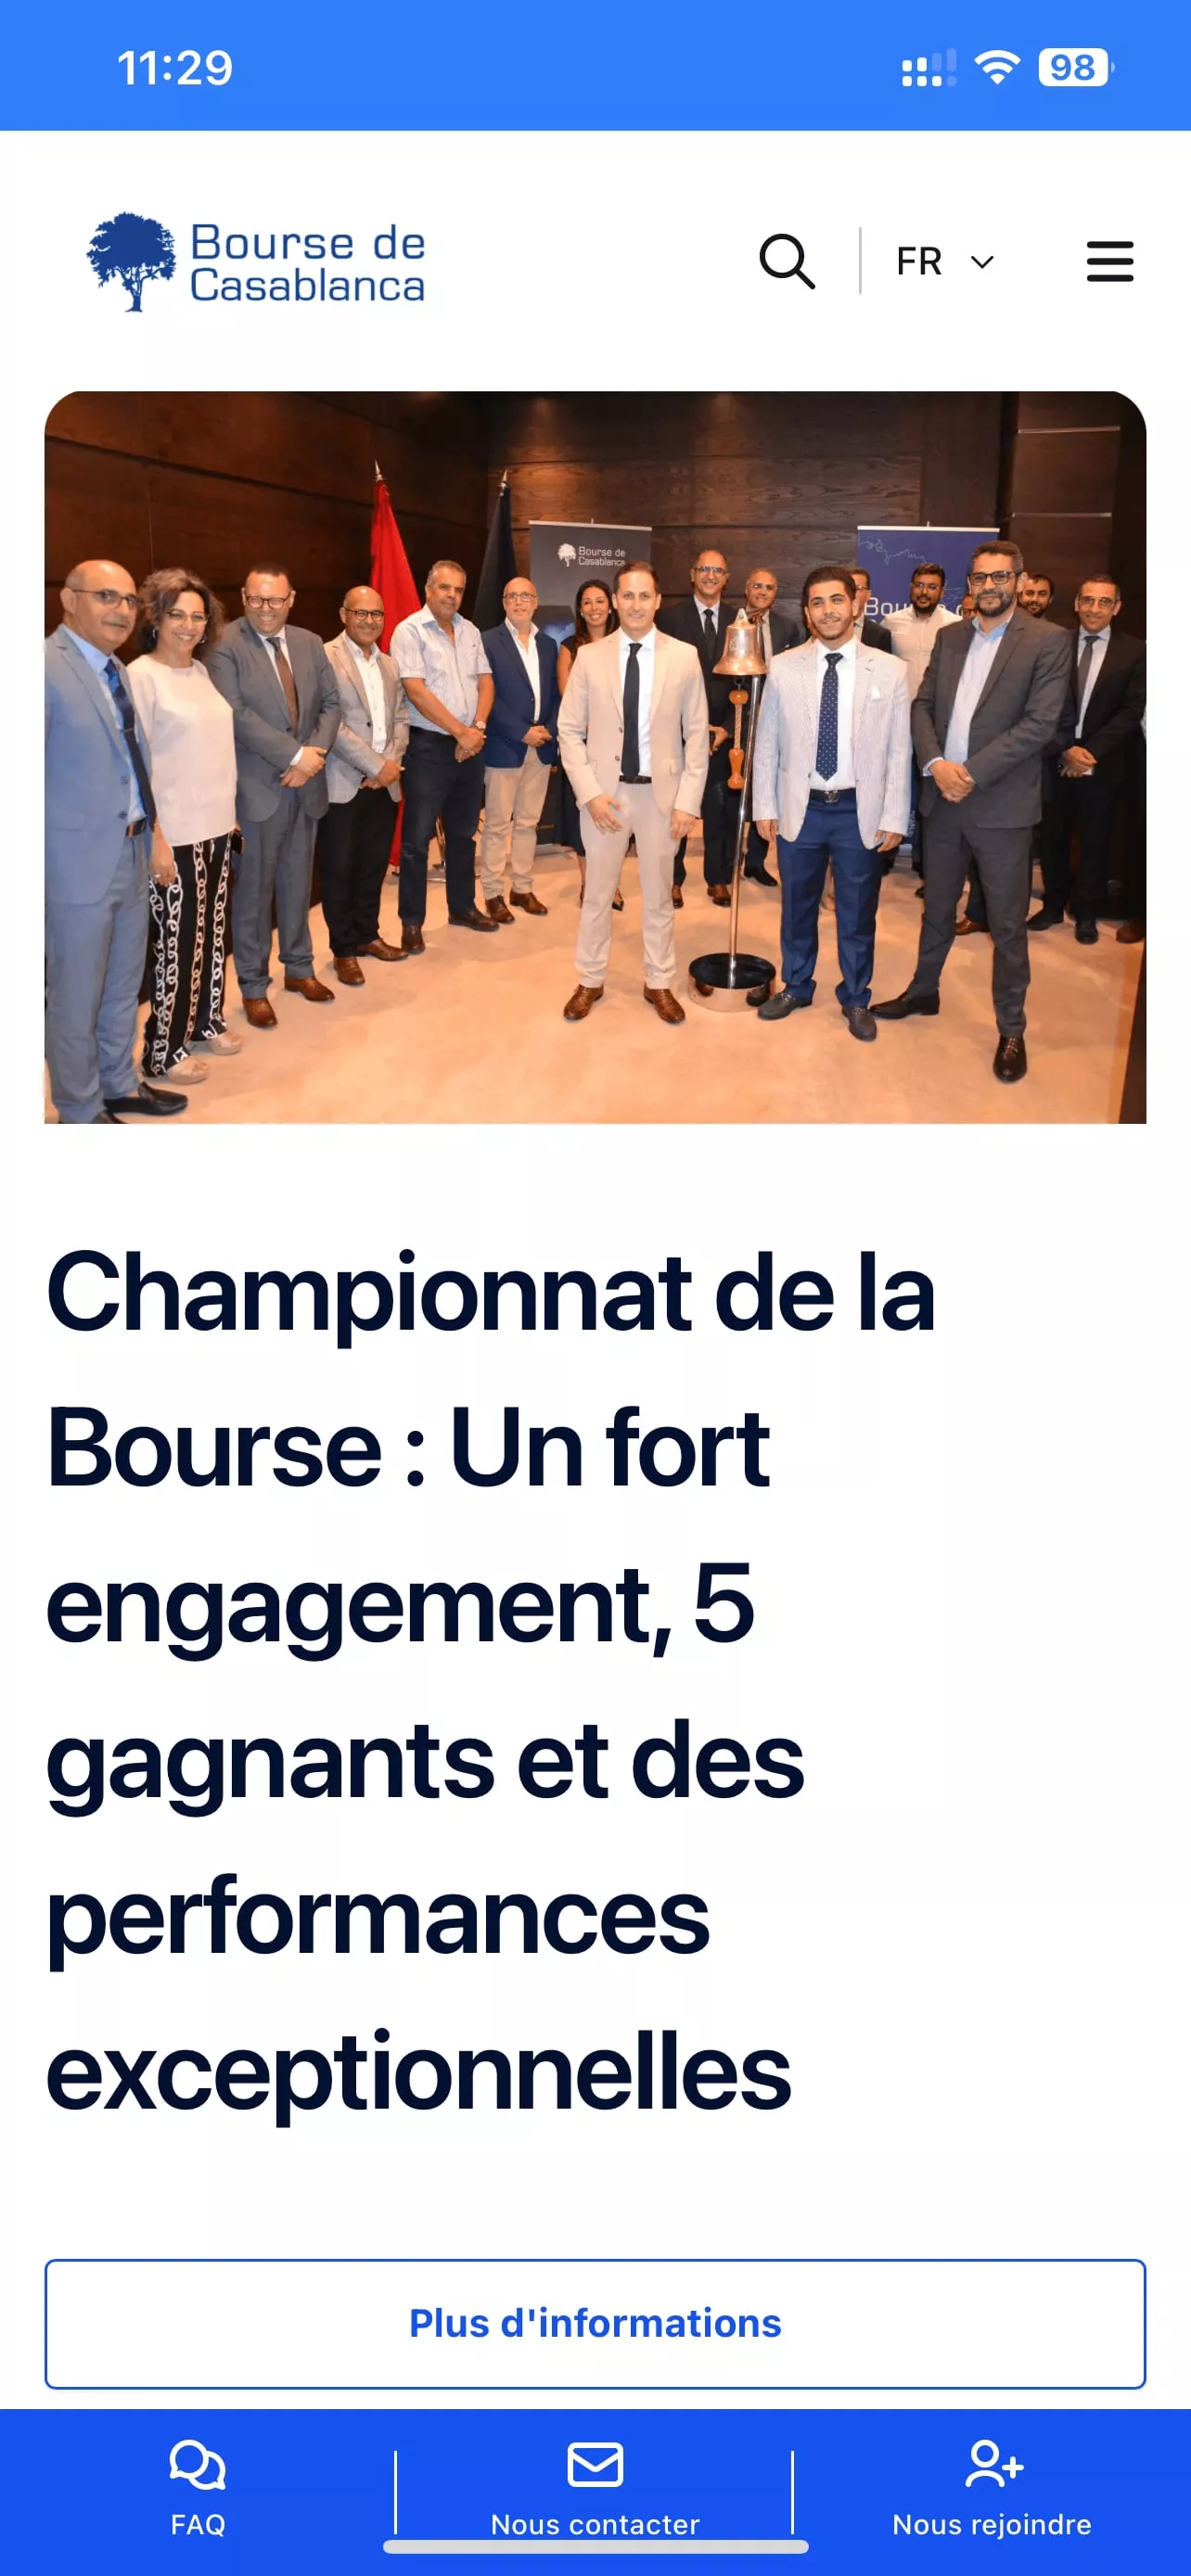 11:29
98
Bourse de
Casablanca
FR
Bourse de
Casablanca
Championnat de la
Bourse : Un fort
engagement, 5
gagnants et des
performances
exceptionnelles
Plus d'informations
FAQ
Nous contacter
Nous rejoindre